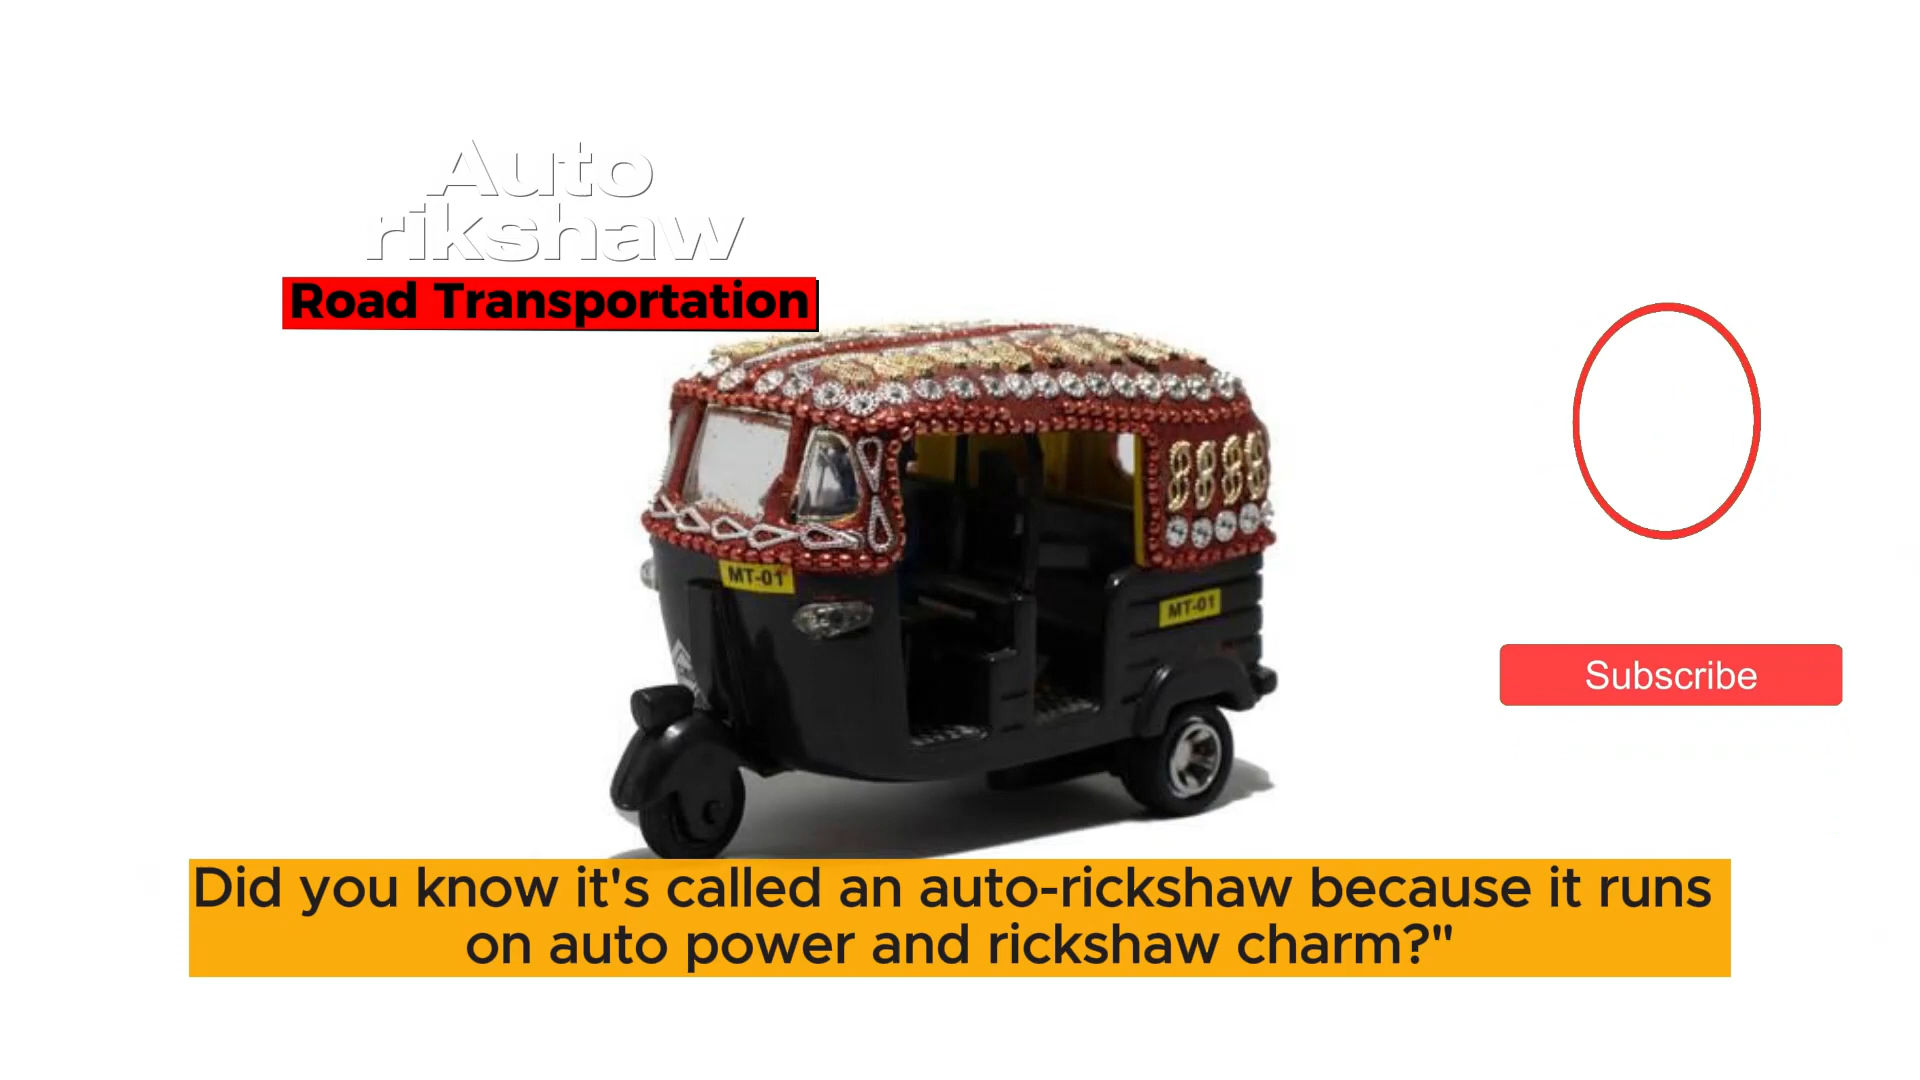 Auto
rikshaw
Road Transportation
MT-01
MT-01
Subscribe
Did you know it's called an auto-rickshaw because it runs
on auto power and rickshaw charm?"